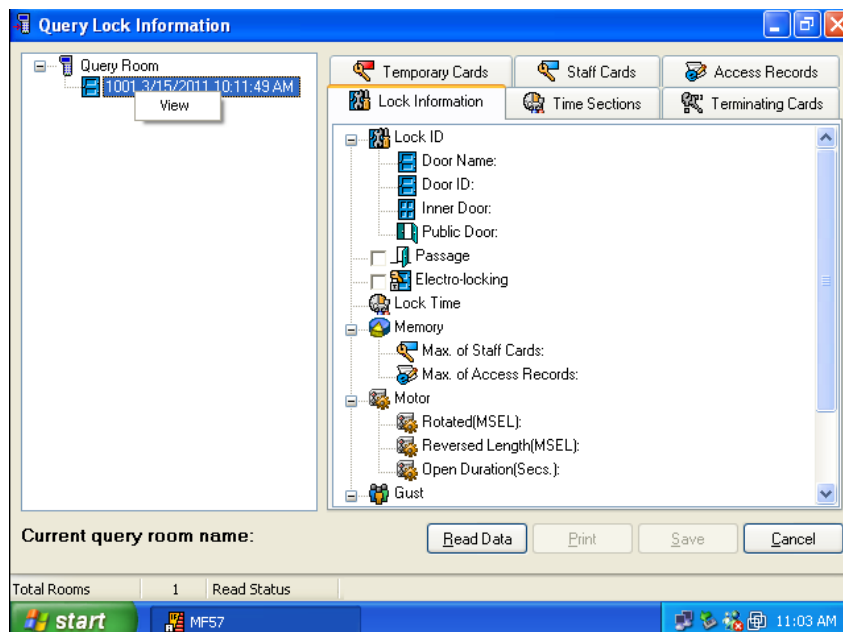 Query Lock Information
Query Room
1001 3/15/2011 10:11:49 AM
View
Temporary Cards
Staff Cards
Access Records
Lock Information
Time Sections
Terminating Cards
Lock ID
Door Name:
Door ID:
Inner Door:
Public Door:
Passage
Electro-locking
Lock Time
Memory
Max. of Staff Cards:
Max. of Access Records:
Motor
Rotated(MSEL):
Reversed Length(MSEL):
Open Duration(Secs.):
Gust
Current query room name:
Read Data
Print
Save
Cancel
Total Rooms 1 Read Status
start MF57 11:03 AM